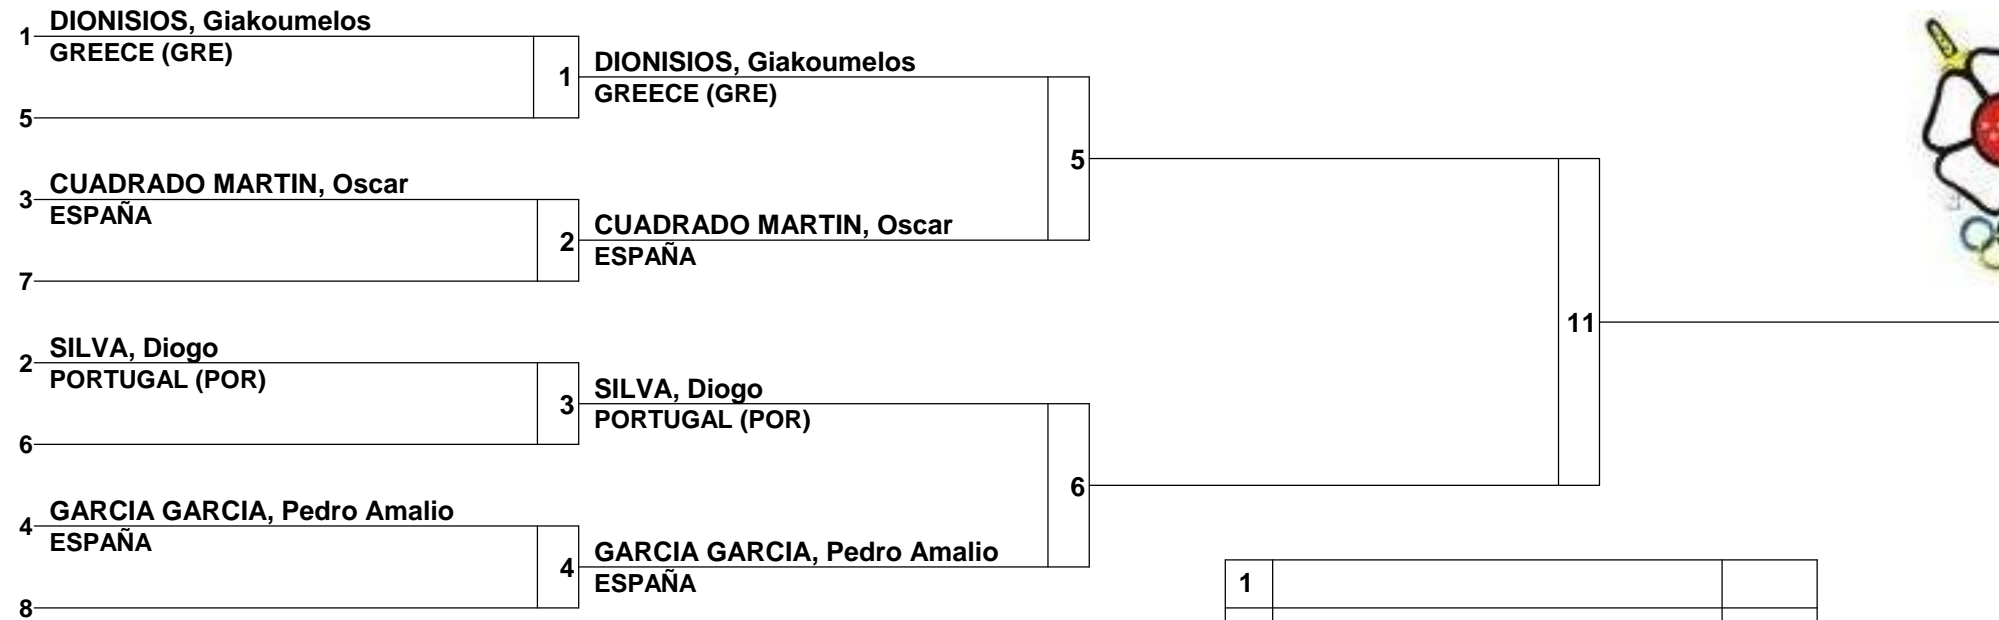 1
DIONISIOS, Giakoumelos
GREECE (GRE)
5
1
DIONISIOS, Giakoumelos
GREECE (GRE)
3
CUADRADO MARTIN, Oscar
ESPAÑA
7
2
CUADRADO MARTIN, Oscar
ESPAÑA
5
2
SILVA, Diogo
PORTUGAL (POR)
6
3
SILVA, Diogo
PORTUGAL (POR)
4
GARCIA GARCIA, Pedro Amalio
ESPAÑA
8
4
GARCIA GARCIA, Pedro Amalio
ESPAÑA
6
11
1